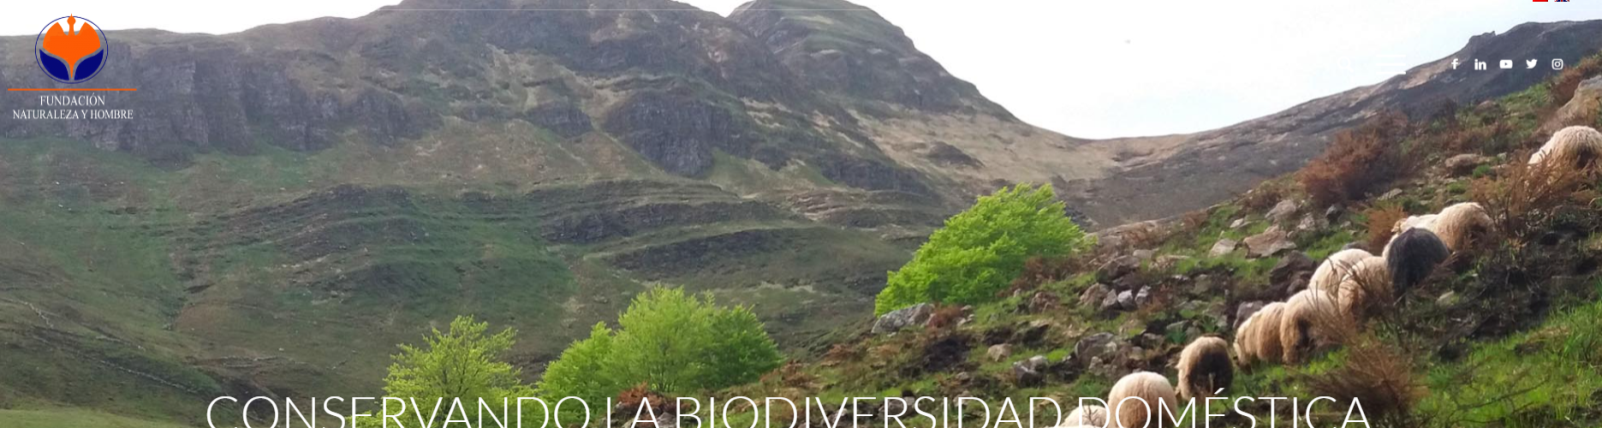 FUNDACIÓN
NATURALEZA Y HOMBRE
CONSERVANDO LA BIODIVERSIDAD DOMÉSTICA